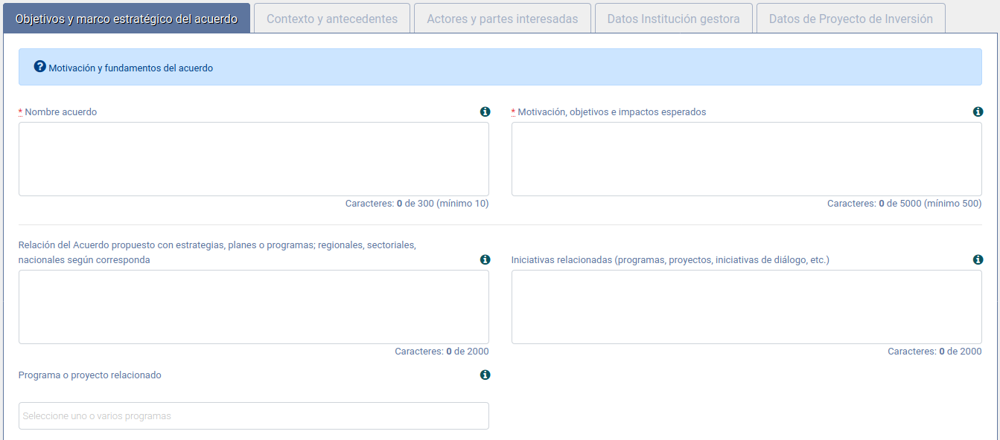 Objetivos y marco estratégico del acuerdo
Contexto y antecedentes
Actores y partes interesadas
Datos Institución gestora
Datos de Proyecto de Inversión
Motivación y fundamentos del acuerdo
* Nombre acuerdo
* Motivación, objetivos e impactos esperados
Caracteres: 0 de 300 (mínimo 10)
Caracteres: 0 de 5000 (mínimo 500)
Relación del Acuerdo propuesto con estrategias, planes o programas; regionales, sectoriales,
nacionales según corresponda
Iniciativas relacionadas (programas, proyectos, iniciativas de diálogo, etc.)
Caracteres: 0 de 2000
Caracteres: 0 de 2000
Programa o proyecto relacionado
Seleccione uno o varios programas